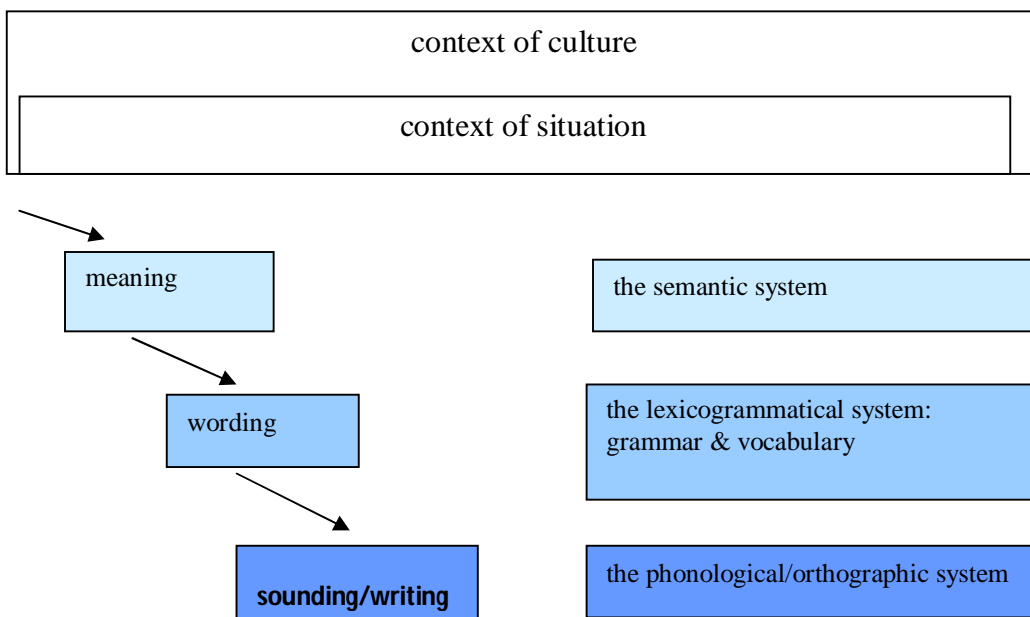 context of culture
context of situation
meaning
the semantic system
wording
the lexicogrammatical system:
grammar & vocabulary
sounding/writing
the phonological/orthographic system